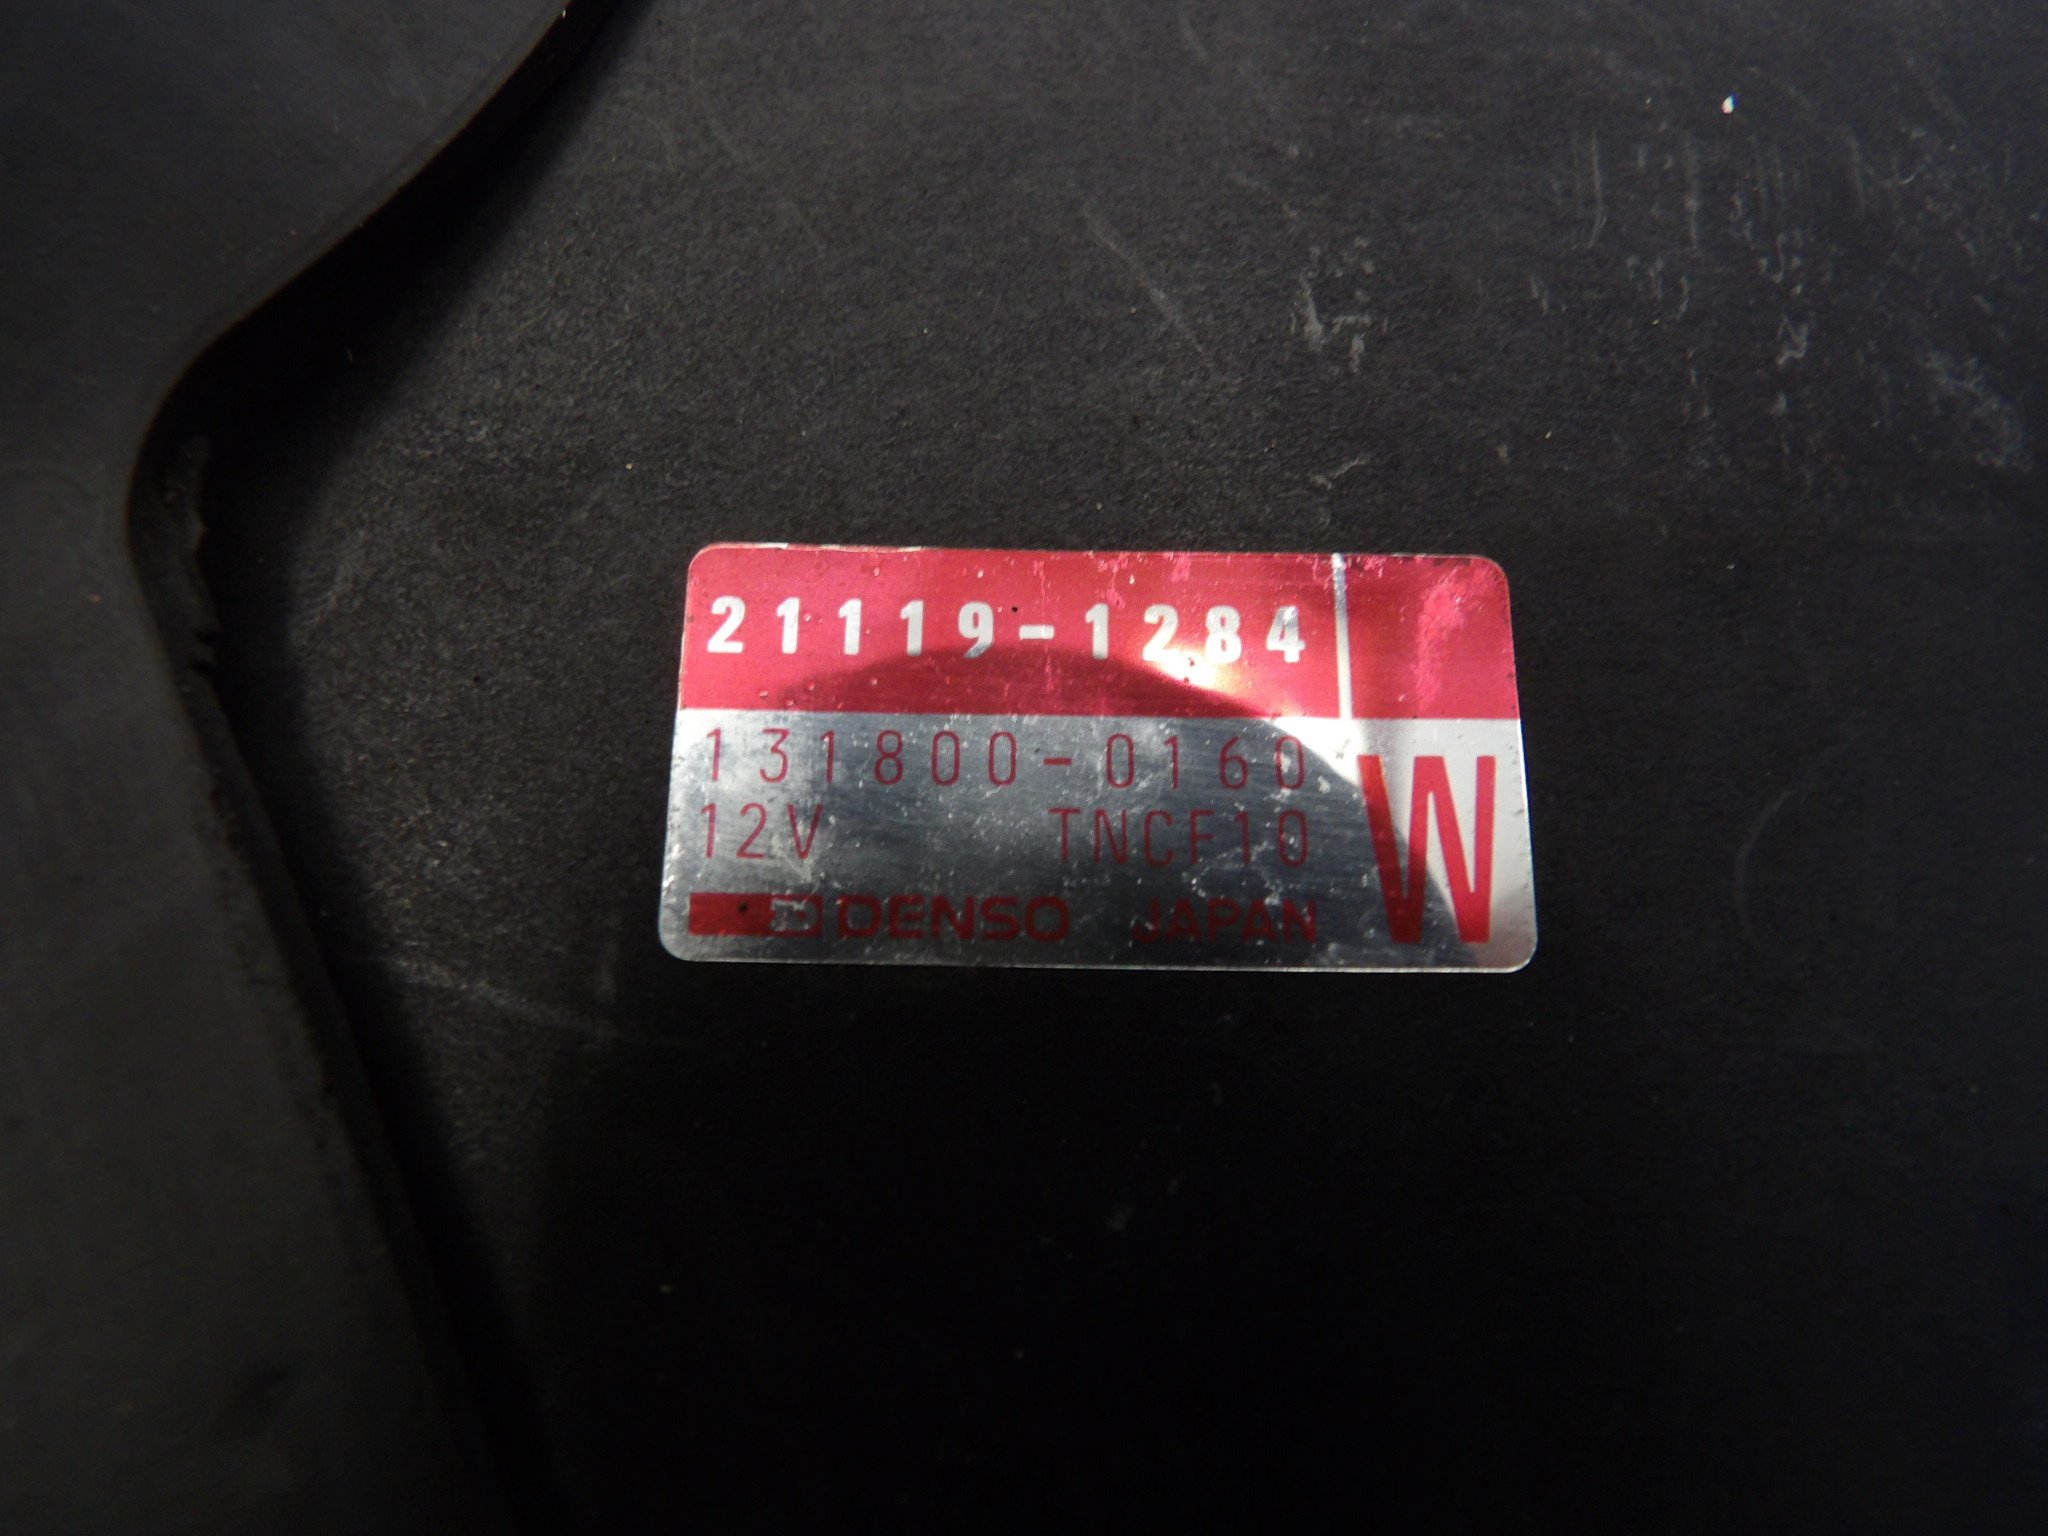 21119-1284
131800-0160
12V TNCF10
DENSO JAPAN
W